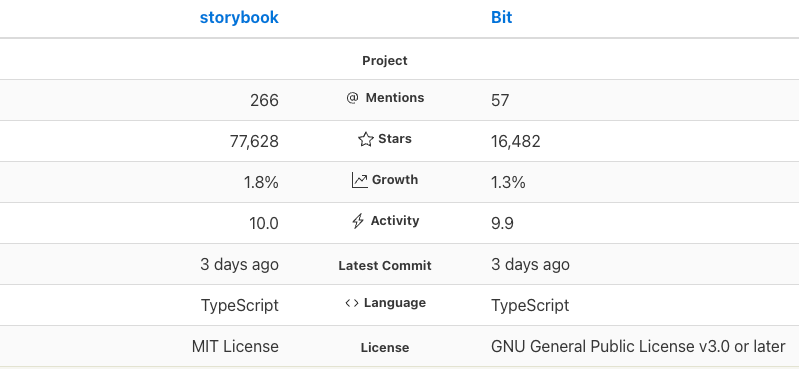 storybook Bit
Project
266 @ Mentions 57
77,628 Stars 16,482
1.8% Growth 1.3%
10.0 Activity 9.9
3 days ago Latest Commit 3 days ago
TypeScript <> Language TypeScript
MIT License License GNU General Public License v3.0 or later